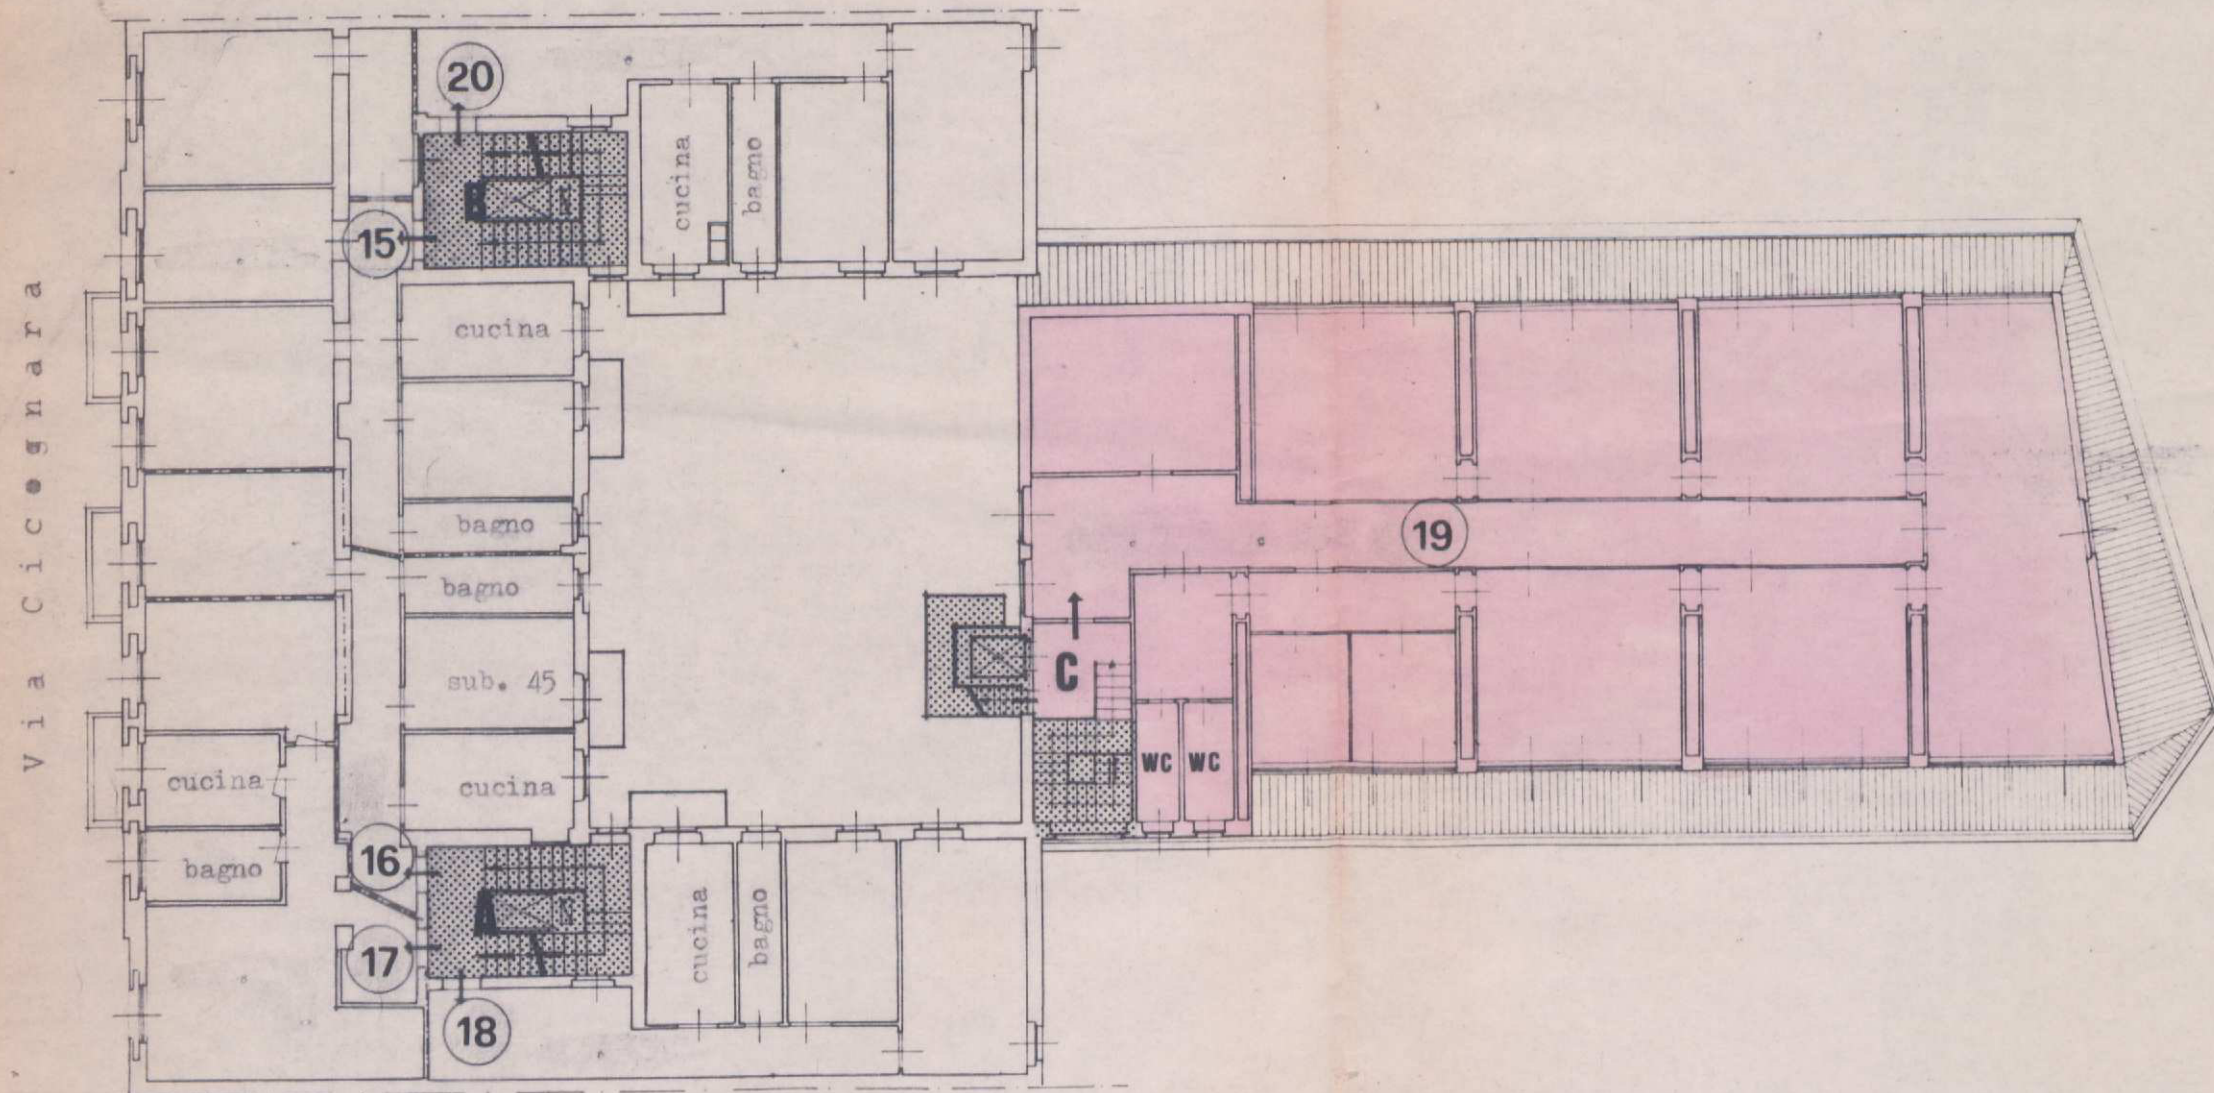 Via Cicognara
20
B
cucina
bagno
15
cucina
bagno
19
bagno
C
sub. 45
WC
WC
cucina
cucina
16
bagno
A
cucina
bagno
17
18